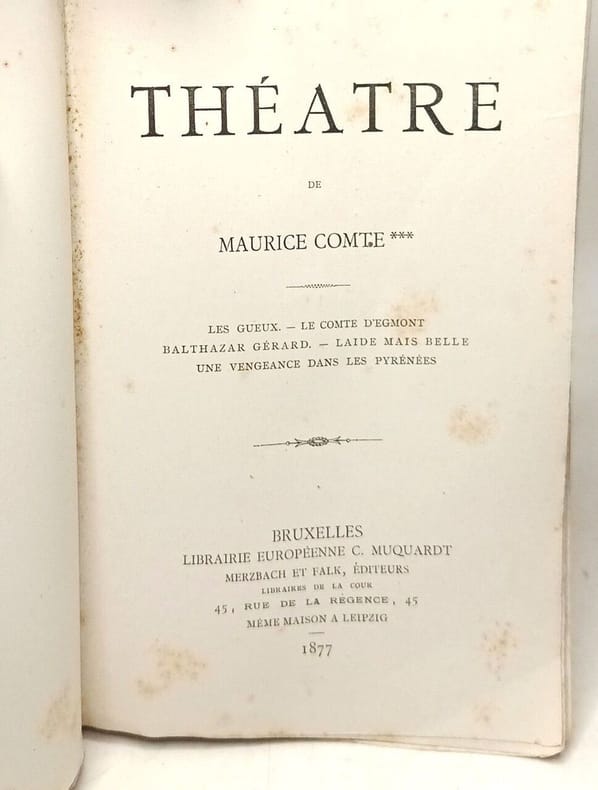 THÉATRE
DE
MAURICE COMTE ***
LES GUEUX. — LE COMTE D'EGMONT
BALTHAZAR GÉRARD. — LAIDE MAIS BELLE
UNE VENGEANCE DANS LES PYRÉNÉES
BRUXELLES
LIBRAIRIE EUROPÉENNE C. MUQUARDT
MERZBACH ET FALK, ÉDITEURS
LIBRAIRES DE LA COUR
45, RUE DE LA RÉGENCE, 45
MÊME MAISON A LEIPZIG
1877